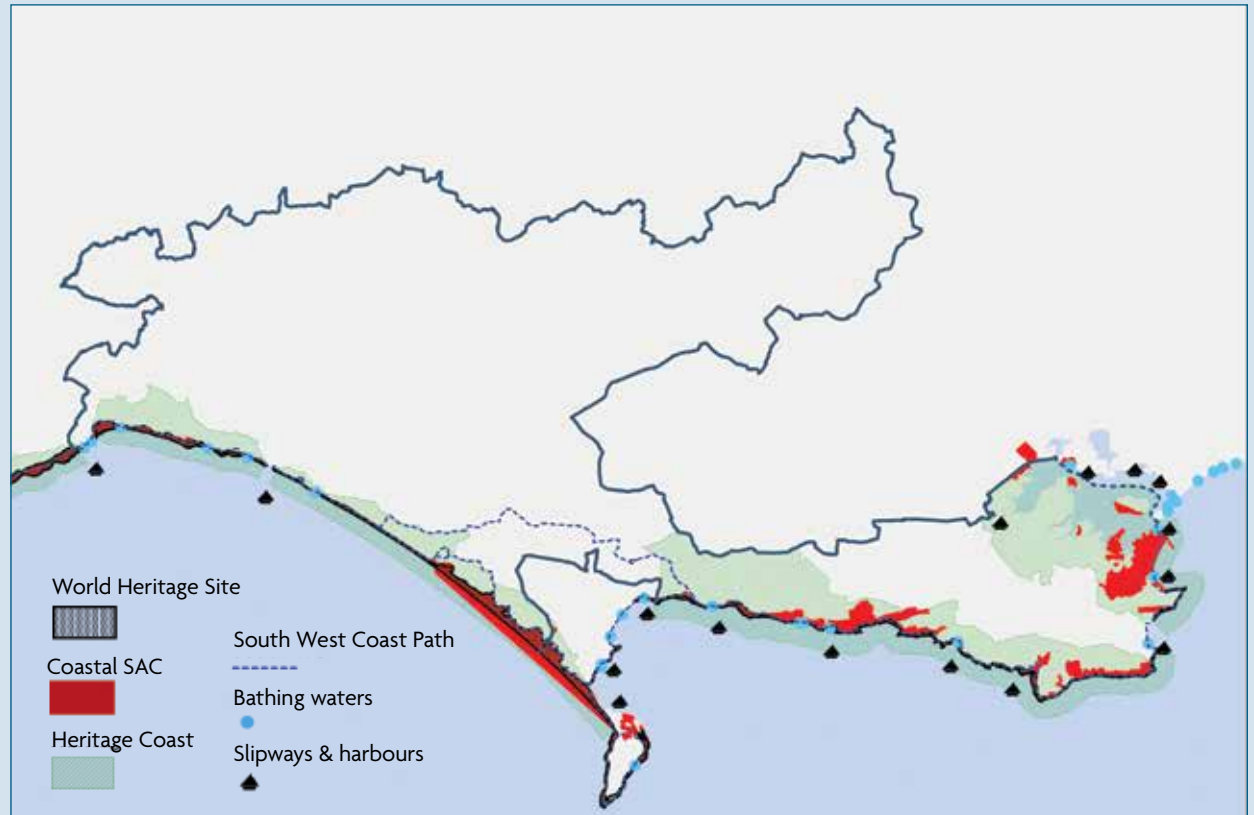 World Heritage Site
Coastal SAC
Heritage Coast
South West Coast Path
Bathing waters
Slipways & harbours